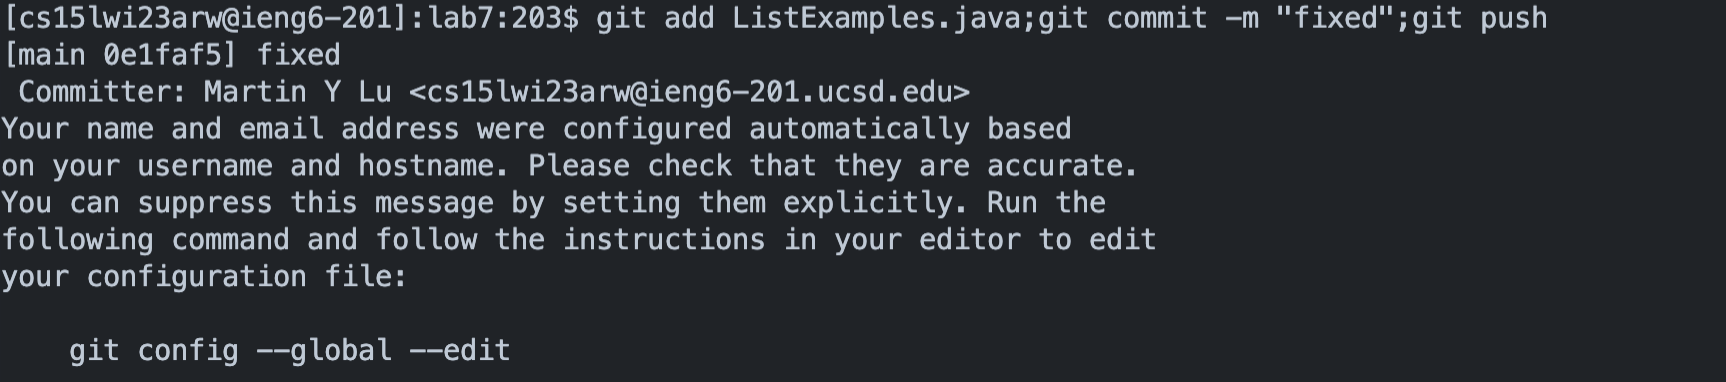 [cs15lwi23arw@ieng6-201]:lab7:203$ git add ListExamples.java;git commit -m "fixed";git push
[main 0e1faf5] fixed
 Committer: Martin Y Lu <cs15lwi23arw@ieng6-201.ucsd.edu>
Your name and email address were configured automatically based
on your username and hostname. Please check that they are accurate.
You can suppress this message by setting them explicitly. Run the
following command and follow the instructions in your editor to edit
your configuration file:

    git config --global --edit